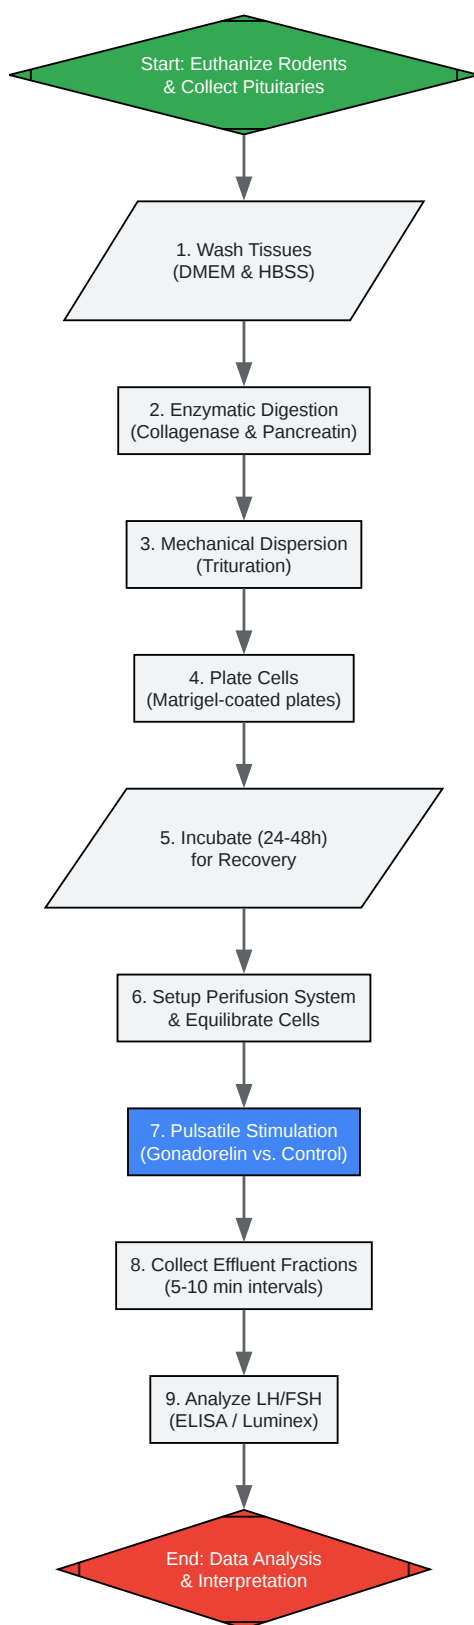 Start: Euthanize Rodents
& Collect Pituitaries
1. Wash Tissues
(DMEM & HBSS)
2. Enzymatic Digestion
(Collagenase & Pancreatin)
3. Mechanical Dispersion
(Trituration)
4. Plate Cells
(Matrigel-coated plates)
5. Incubate (24-48h)
for Recovery
6. Setup Perifusion System
& Equilibrate Cells
7. Pulsatile Stimulation
(Gonadorelin vs. Control)
8. Collect Effluent Fractions
(5-10 min intervals)
9. Analyze LH/FSH
(ELISA / Luminex)
End: Data Analysis
& Interpretation